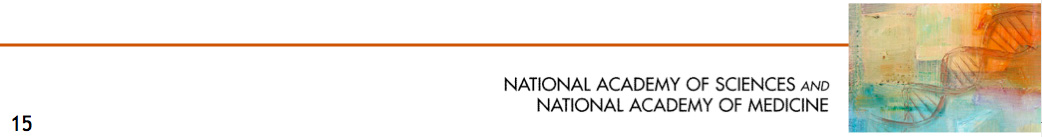 NATIONAL ACADEMY OF SCIENCES AND
NATIONAL ACADEMY OF MEDICINE
15